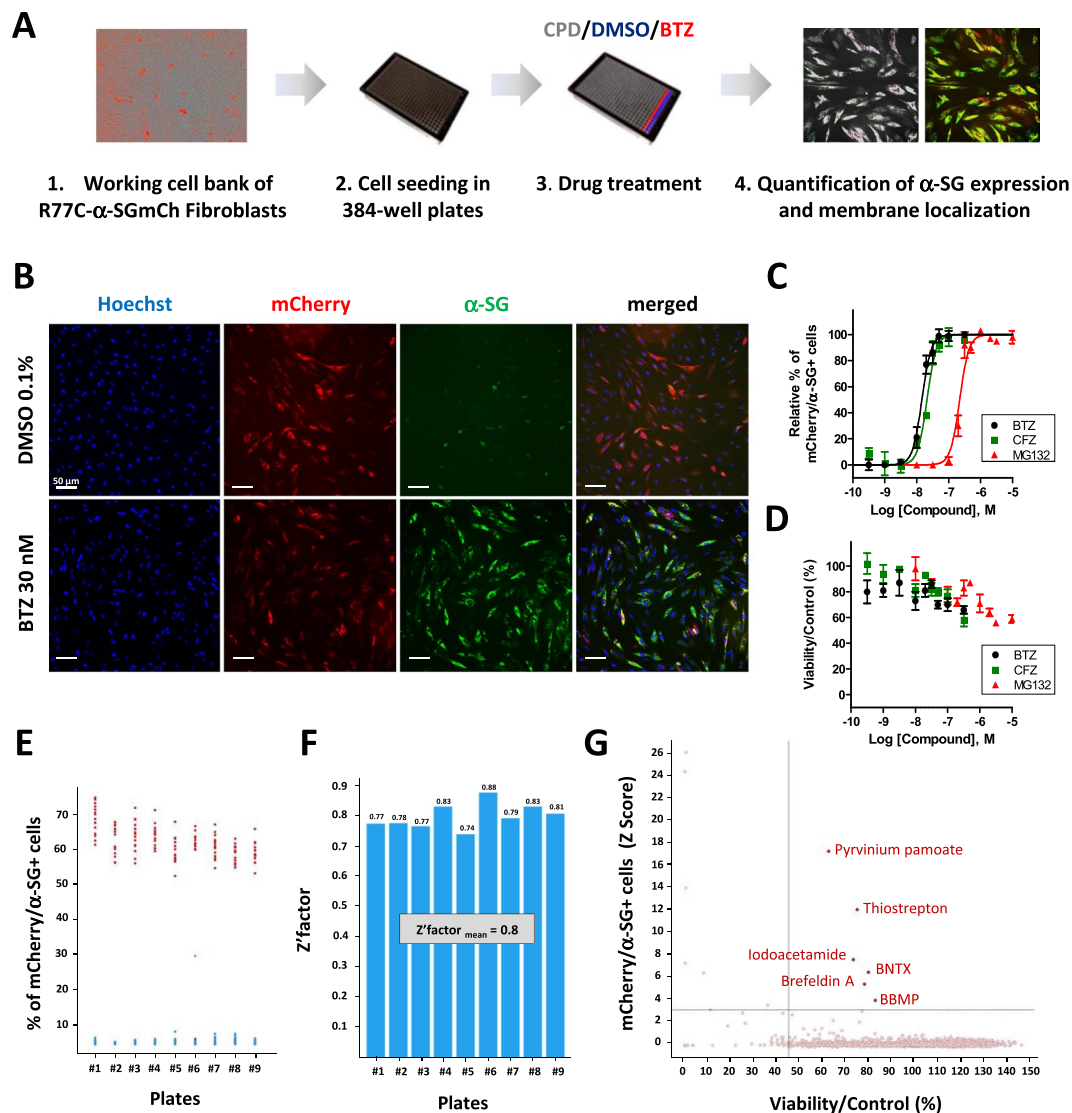 A
CPD/DMSO/BTZ
1. Working cell bank of
R77C-α-SGmCh Fibroblasts
2. Cell seeding in
384-well plates
3. Drug treatment
4. Quantification of α-SG expression
and membrane localization
B
Hoechst mCherry α-SG merged
DMSO 0.1%
50 µm
BTZ 30 nM
C
Relative % of
mCherry/α-SG+ cells
100
80
60
40
20
0
BTZ
CFZ
MG132
-10 -9 -8 -7 -6 -5
Log [Compound], M
D
Viability/Control (%)
100
80
60
40
20
0
BTZ
CFZ
MG132
-10 -9 -8 -7 -6 -5
Log [Compound], M
E
% of mCherry/α-SG+ cells
70
60
50
40
30
20
10
#1 #2 #3 #4 #5 #6 #7 #8 #9
Plates
F
Z'factor
0.9
0.8
0.7
0.6
0.5
0.4
0.3
0.2
0.1
0.77 0.78 0.77 0.83 0.74 0.88 0.79 0.83 0.81
Z'factor mean = 0.8
#1 #2 #3 #4 #5 #6 #7 #8 #9
Plates
G
mCherry/α-SG+ cells (Z Score)
26
24
22
20
18
16
14
12
10
8
6
4
2
0
Pyrvinium pamoate
Thiostrepton
Iodoacetamide
BNTX
Brefeldin A
BBMP
0 10 20 30 40 50 60 70 80 90 100 110 120 130 140 150
Viability/Control (%)